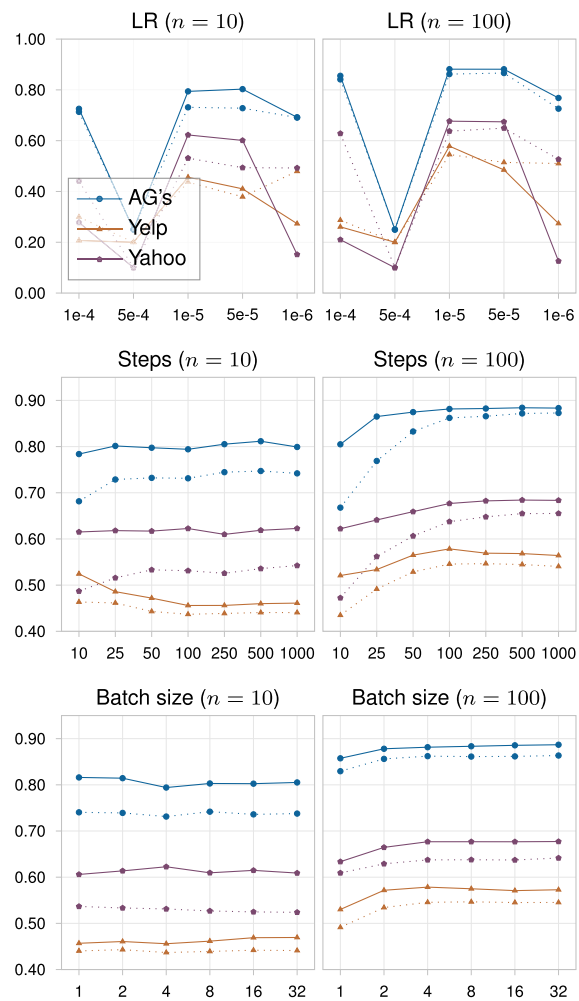 LR (n = 10) LR (n = 100)
1.00
0.80
0.60
0.40
AG's
Yelp
0.20
Yahoo
0.00
1e-4 5e-4 1e-5 5e-5 1e-6 1e-4 5e-4 1e-5 5e-5 1e-6
Steps (n = 10) Steps (n = 100)
0.90
0.80
0.70
0.60
0.50
0.40
10 25 50 100 250 500 1000 10 25 50 100 250 500 1000
Batch size (n = 10) Batch size (n = 100)
0.90
0.80
0.70
0.60
0.50
0.40
1 2 4 8 16 32 1 2 4 8 16 32